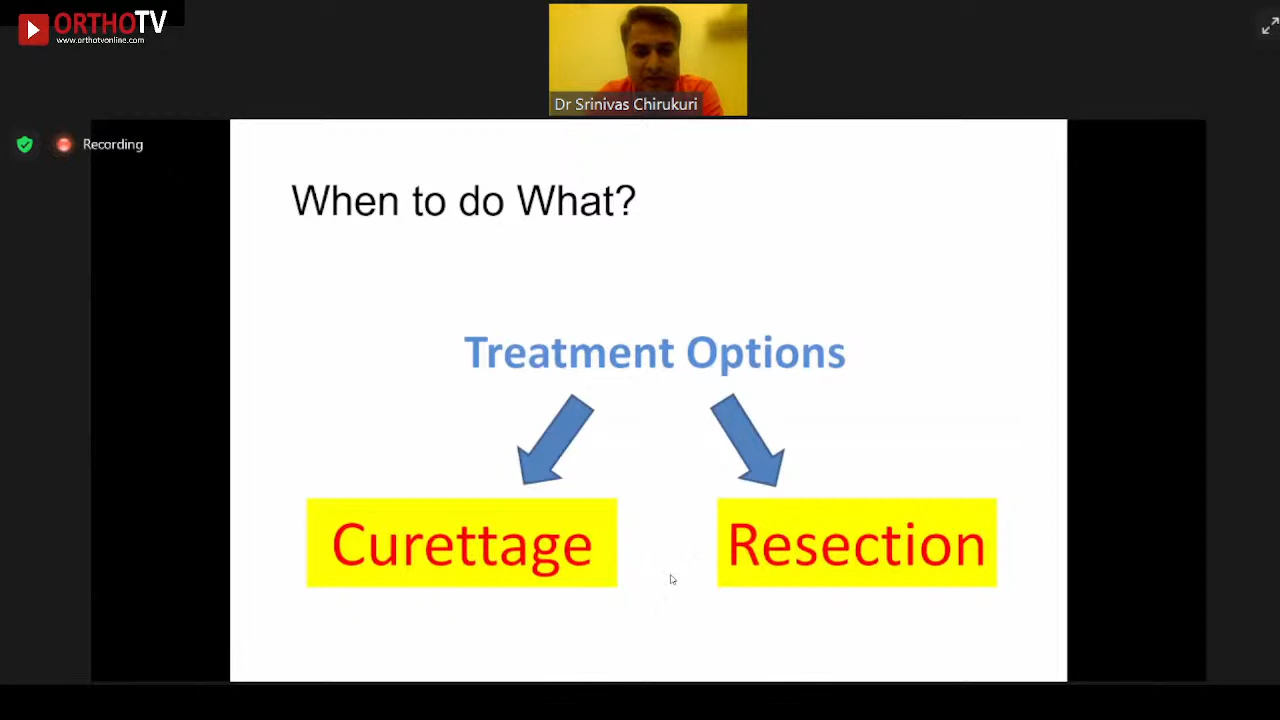 ORTHOTV
www.orthotvonline.com
Dr Srinivas Chirukuri
Recording
When to do What?
Treatment Options
Curettage
Resection